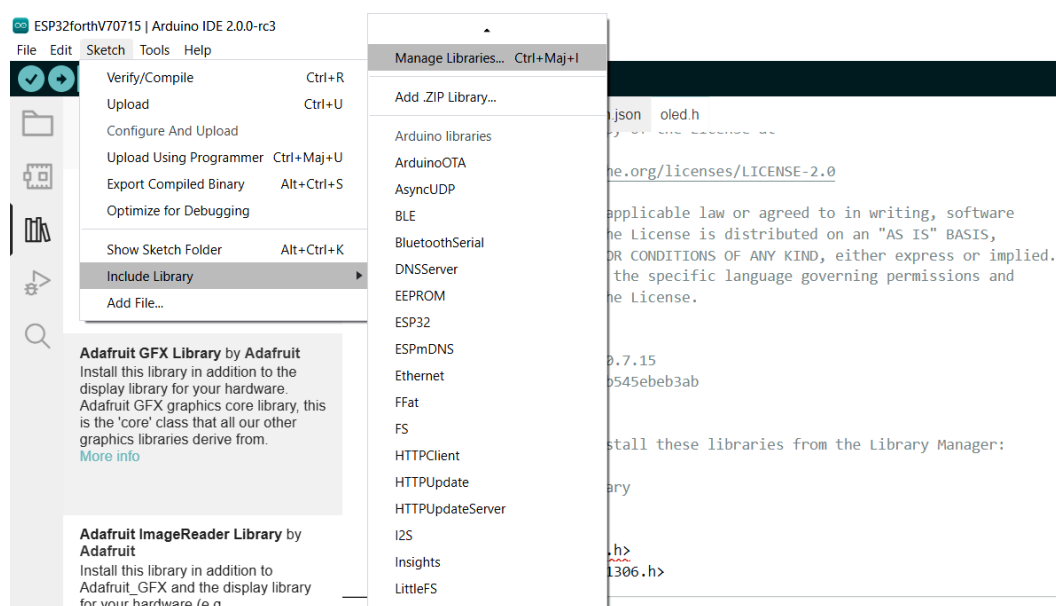 ESP32forthV70715 | Arduino IDE 2.0.0-rc3
File Edit Sketch Tools Help
Verify/Compile Ctrl+R
Upload Ctrl+U
Configure And Upload
Upload Using Programmer Ctrl+Maj+U
Export Compiled Binary Alt+Ctrl+S
Optimize for Debugging
Show Sketch Folder Alt+Ctrl+K
Include Library
Add File...
Manage Libraries... Ctrl+Maj+I
Add .ZIP Library...
Arduino libraries
ArduinoOTA
AsyncUDP
BLE
BluetoothSerial
DNSServer
EEPROM
ESP32
ESPmDNS
Ethernet
FFat
FS
HTTPClient
HTTPUpdate
HTTPUpdateServer
I2S
Insights
LittleFS
Adafruit GFX Library by Adafruit
Install this library in addition to the
display library for your hardware.
Adafruit GFX graphics core library, this
is the 'core' class that all our other
graphics libraries derive from.
More info
Adafruit ImageReader Library by
Adafruit
Install this library in addition to
Adafruit_GFX and the display library
for your hardware (e.g.
.json oled.h
of the License at
he.org/licenses/LICENSE-2.0
applicable law or agreed to in writing, software
he License is distributed on an "AS IS" BASIS,
OR CONDITIONS OF ANY KIND, either express or implied.
the specific language governing permissions and
he License.
0.7.15
b545ebeb3ab
stall these libraries from the Library Manager:
ary
.h>
1306.h>